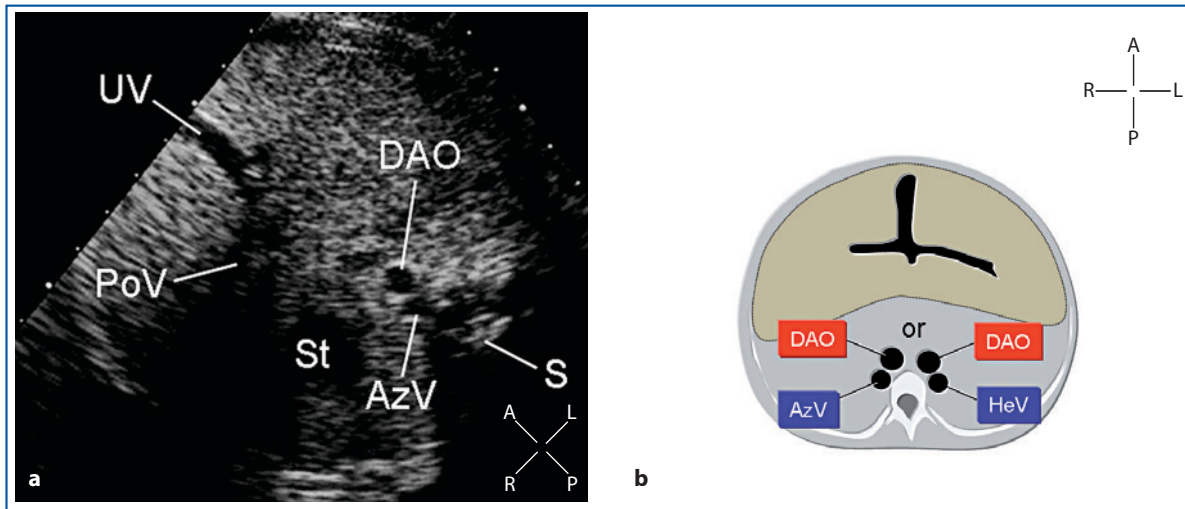 UV
DAO
PoV
St
AzV
S
A L
R P
a
A
R L
P
or
DAO DAO
AzV HeV
b